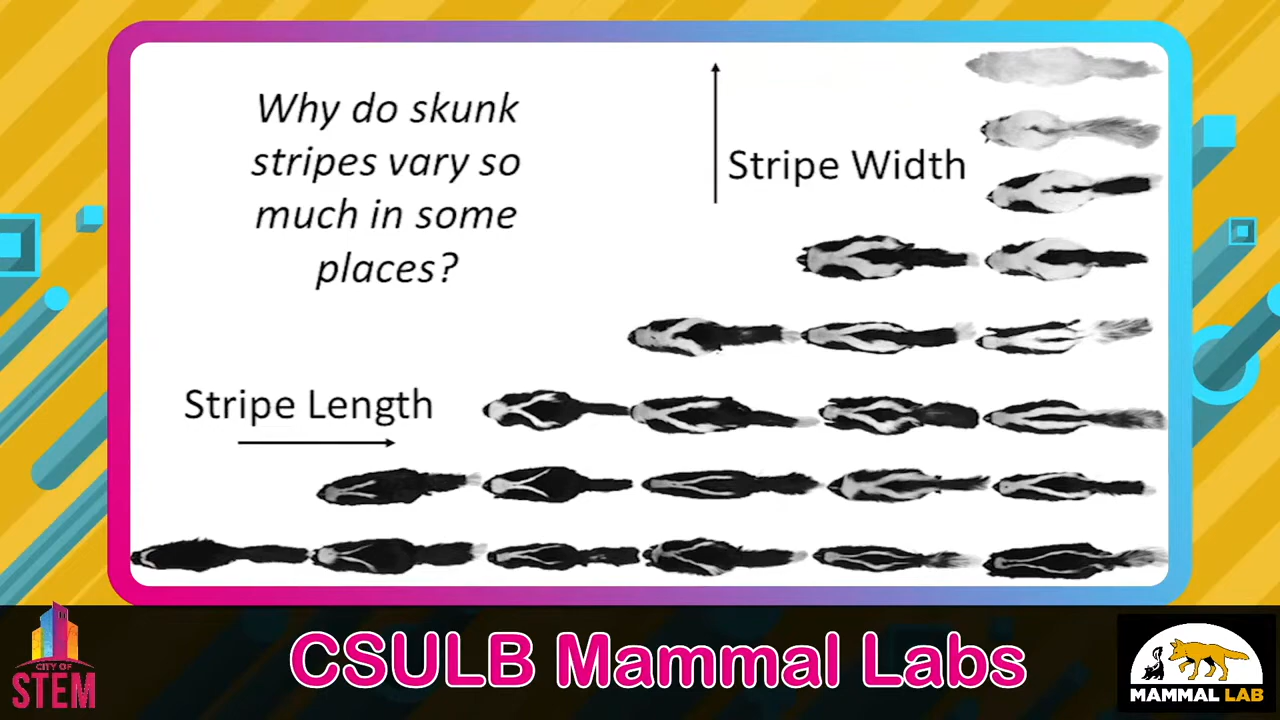 Why do skunk
stripes vary so
much in some
places?
Stripe Width
Stripe Length
CITY OF
STEM
CSULB Mammal Labs
MAMMAL LAB